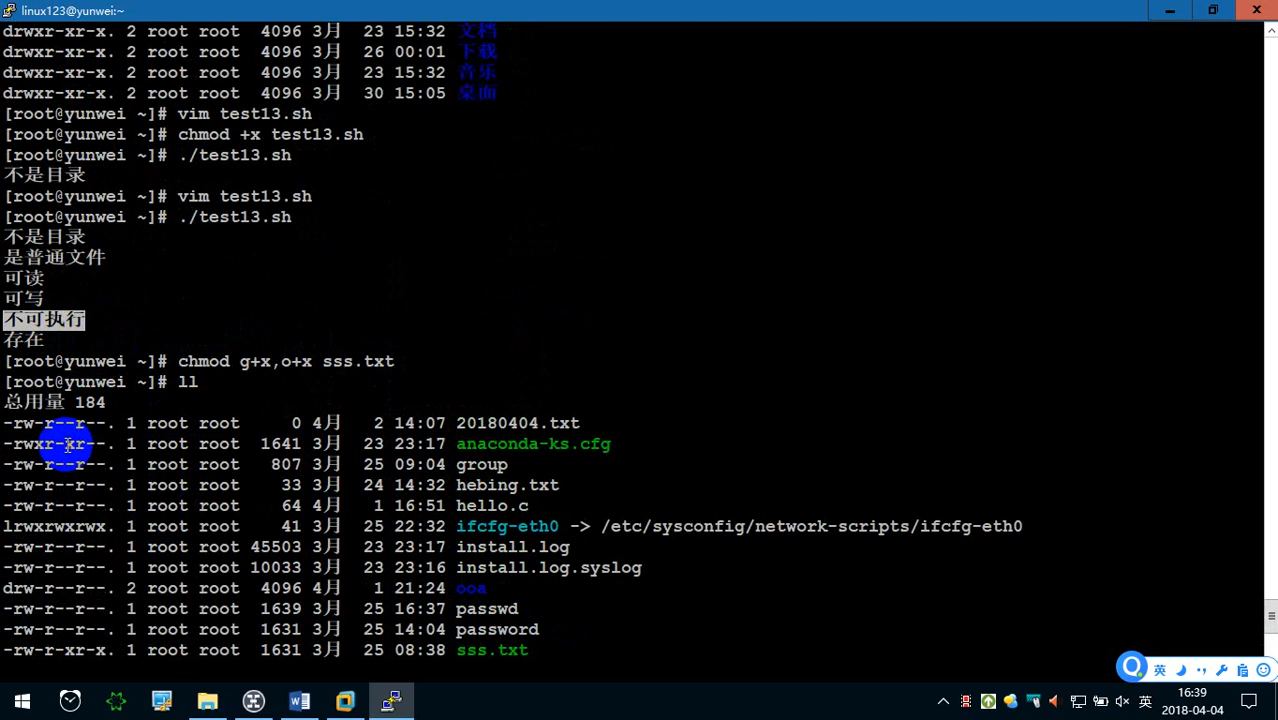 linux123@yunwei:~
drwxr-xr-x. 2 root root  4096 3月  23 15:32 文档
drwxr-xr-x. 2 root root  4096 3月  26 00:01 下载
drwxr-xr-x. 2 root root  4096 3月  23 15:32 音乐
drwxr-xr-x. 2 root root  4096 3月  30 15:05 桌面
[root@yunwei ~]# vim test13.sh
[root@yunwei ~]# chmod +x test13.sh
[root@yunwei ~]# ./test13.sh
不是目录
[root@yunwei ~]# vim test13.sh
[root@yunwei ~]# ./test13.sh
不是目录
是普通文件
可读
可写
不可执行
存在
[root@yunwei ~]# chmod g+x,o+x sss.txt
[root@yunwei ~]# ll
总用量 184
-rw-r--r--. 1 root root     0 4月   2 14:07 20180404.txt
-rwxr-xr--. 1 root root  1641 3月  23 23:17 anaconda-ks.cfg
-rw-r--r--. 1 root root   807 3月  25 09:04 group
-rw-r--r--. 1 root root    33 3月  24 14:32 hebing.txt
-rw-r--r--. 1 root root    64 4月   1 16:51 hello.c
lrwxrwxrwx. 1 root root    41 3月  25 22:32 ifcfg-eth0 -> /etc/sysconfig/network-scripts/ifcfg-eth0
-rw-r--r--. 1 root root 45503 3月  23 23:17 install.log
-rw-r--r--. 1 root root 10033 3月  23 23:16 install.log.syslog
drw-r--r--. 2 root root  4096 4月   1 21:24 ooa
-rw-r--r--. 1 root root  1639 3月  25 16:37 passwd
-rw-r--r--. 1 root root  1631 3月  25 14:04 password
-rw-r-xr-x. 1 root root  1631 3月  25 08:38 sss.txt
英
英
16:39
2018-04-04